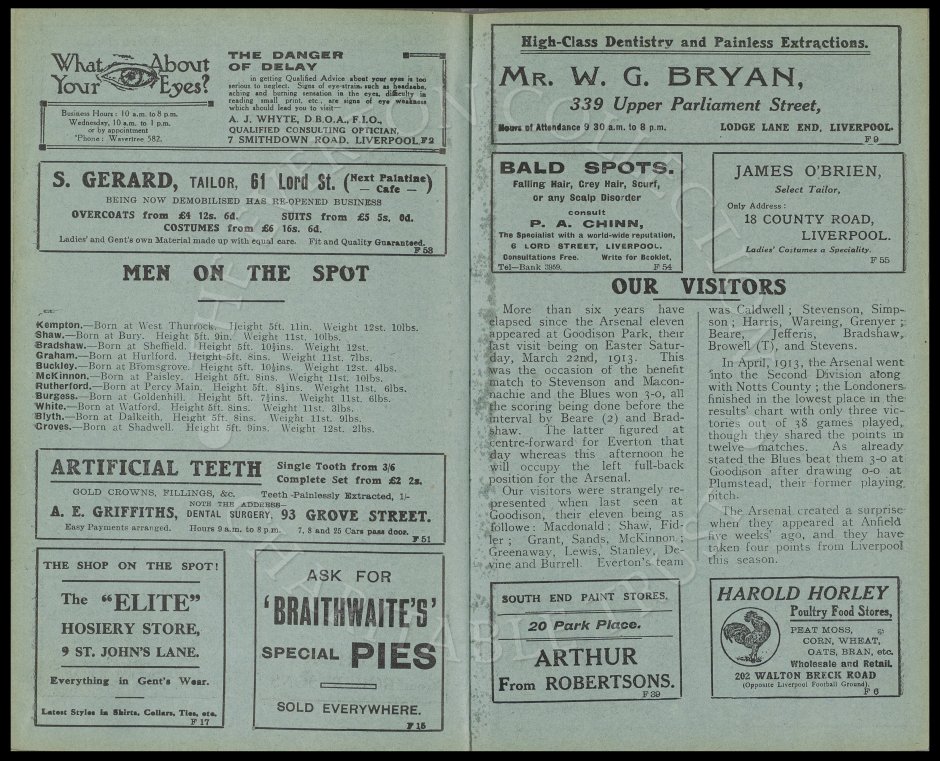 What About
Your Eyes?
Business Hours: 10 a.m. to 8 p.m.
Wednesday, 10 a.m. to 1 p.m.
or by appointment
'Phone: Wavertree 582.
THE DANGER
OF DELAY
in getting Qualified Advice about your eyes is too
serious to neglect. Signs of eye-strain, such as headache,
aching and burning sensation in the eyes, difficulty in
reading small print, etc., are signs of eye weakness
which should lead you to visit—
A. J. WHYTE, D.B.O.A., F.I.O.,
QUALIFIED CONSULTING OPTICIAN,
7 SMITHDOWN ROAD, LIVERPOOL. F2
S. GERARD, TAILOR, 61 Lord St. (Next Palatine — Cafe —)
BEING NOW DEMOBILISED HAS RE-OPENED BUSINESS
OVERCOATS from £4 12s. 6d. SUITS from £5 5s. 0d.
COSTUMES from £6 16s. 6d.
Ladies' and Gent's own Material made up with equal care. Fit and Quality Guaranteed.
F 53
MEN ON THE SPOT
Kempton.—Born at West Thurrock. Height 5ft. 11in. Weight 12st. 10lbs.
Shaw.—Born at Bury. Height 5ft. 9in. Weight 11st. 10lbs.
Bradshaw.—Born at Sheffield. Height 5ft. 10½ins. Weight 12st.
Graham.—Born at Hurlford. Height 5ft. 8ins. Weight 11st. 7lbs.
Buckley.—Born at Bromsgrove. Height 5ft. 10½ins. Weight 12st. 4lbs.
McKinnon.—Born at Paisley. Height 5ft. 8ins. Weight 11st. 10lbs.
Rutherford.—Born at Percy Main. Height 5ft. 8½ins. Weight 11st. 6lbs.
Burgess.—Born at Goldenhill. Height 5ft. 7½ins. Weight 11st. 6lbs.
White.—Born at Watford. Height 5ft. 8ins. Weight 11st. 3lbs.
Blyth.—Born at Dalkeith. Height 5ft. 8ins. Weight 11st. 9lbs.
Groves.—Born at Shadwell. Height 5ft. 9ins. Weight 12st. 2lbs.
ARTIFICIAL TEETH Single Tooth from 3/6
Complete Set from £2 2s.
GOLD CROWNS, FILLINGS, &c. Teeth Painlessly Extracted, 1/-
NOTE THE ADDRESS—
A. E. GRIFFITHS, DENTAL SURGERY, 93 GROVE STREET.
Easy Payments arranged. Hours 9 a.m. to 8 p.m. 7, 8 and 25 Cars pass door.
F 51
THE SHOP ON THE SPOT!
The "ELITE"
HOSIERY STORE,
9 ST. JOHN'S LANE.
Everything in Gent's Wear.
Latest Styles in Shirts, Collars, Ties, etc.
F 17
ASK FOR
'BRAITHWAITE'S'
SPECIAL PIES
SOLD EVERYWHERE.
F 15
High-Class Dentistry and Painless Extractions.
MR. W. G. BRYAN,
339 Upper Parliament Street,
Hours of Attendance 9 30 a.m. to 8 p.m. LODGE LANE END, LIVERPOOL.
F 9
BALD SPOTS.
Falling Hair, Grey Hair, Scurf,
or any Scalp Disorder
consult
P. A. CHINN,
The Specialist with a world-wide reputation,
6 LORD STREET, LIVERPOOL.
Consultations Free. Write for Booklet,
Tel—Bank 3959. F 54
JAMES O'BRIEN,
Select Tailor,
Only Address:
18 COUNTY ROAD,
LIVERPOOL.
Ladies' Costumes a Speciality.
F 55
OUR VISITORS
More than six years have
elapsed since the Arsenal eleven
appeared at Goodison Park, their
last visit being on Easter Satur-
day, March 22nd, 1913. This
was the occasion of the benefit
match to Stevenson and Macon-
nachie and the Blues won 3-0, all
the scoring being done before the
interval by Beare (2) and Brad-
shaw. The latter figured at
centre-forward for Everton that
day whereas this afternoon he
will occupy the left full-back
position for the Arsenal.
Our visitors were strangely re-
presented when last seen at
Goodison, their eleven being as
follows: Macdonald; Shaw, Fid-
ler; Grant, Sands, McKinnon;
Greenaway, Lewis, Stanley, De-
vine and Burrell. Everton's team
was Caldwell; Stevenson, Simp-
son; Harris, Wareing, Grenyer;
Beare, Jefferis, Bradshaw,
Browell (T), and Stevens.
In April, 1913, the Arsenal went
into the Second Division along
with Notts County; the Londoners
finished in the lowest place in the
results' chart with only three vic-
tories out of 38 games played,
though they shared the points in
twelve matches. As already
stated the Blues beat them 3-0 at
Goodison after drawing 0-0 at
Plumstead, their former playing
pitch.
The Arsenal created a surprise
when they appeared at Anfield
five weeks' ago, and they have
taken four points from Liverpool
this season.
SOUTH END PAINT STORES,
20 Park Place.
ARTHUR
From ROBERTSONS.
F 39
HAROLD HORLEY
Poultry Food Stores,
PEAT MOSS,
CORN, WHEAT,
OATS, BRAN, etc.
Wholesale and Retail.
202 WALTON BRECK ROAD
(Opposite Liverpool Football Ground).
F 6